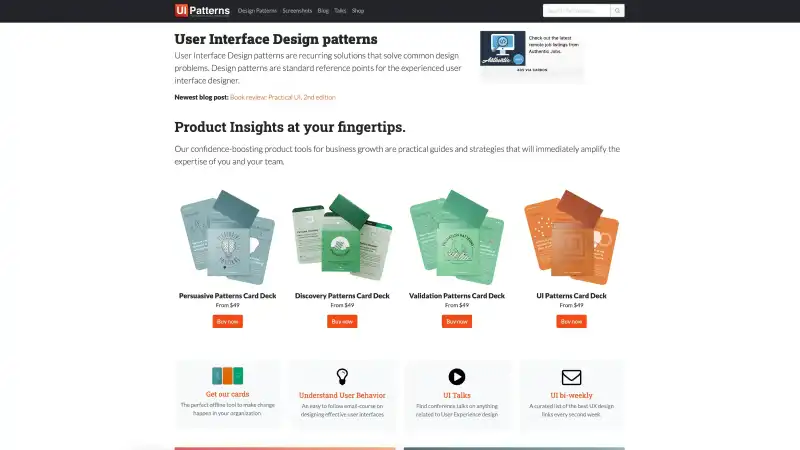 UI Patterns
Design Patterns Screenshots Blog Talks Shop
User Interface Design patterns
User Interface Design patterns are recurring solutions that solve common design
problems. Design patterns are standard reference points for the experienced user
interface designer.
Newest blog post: Book review: Practical UI, 2nd edition
Check out the latest
remote job listings from
Authentic Jobs.
Authentic
ADS VIA CARBON
Product Insights at your fingertips.
Our confidence-boosting product tools for business growth are practical guides and strategies that will immediately amplify the
expertise of you and your team.
Persuasive Patterns Card Deck
From $49
Buy now
Discovery Patterns Card Deck
From $49
Buy now
Validation Patterns Card Deck
From $49
Buy now
UI Patterns Card Deck
From $49
Buy now
Get our cards
The perfect offline tool to make change
happen in your organization.
Understand User Behavior
An easy to follow email-course on
designing effective user interfaces
UI Talks
Find conference talks on anything
related to User Experience design
UI bi-weekly
A curated list of the best UX design
links every second week.